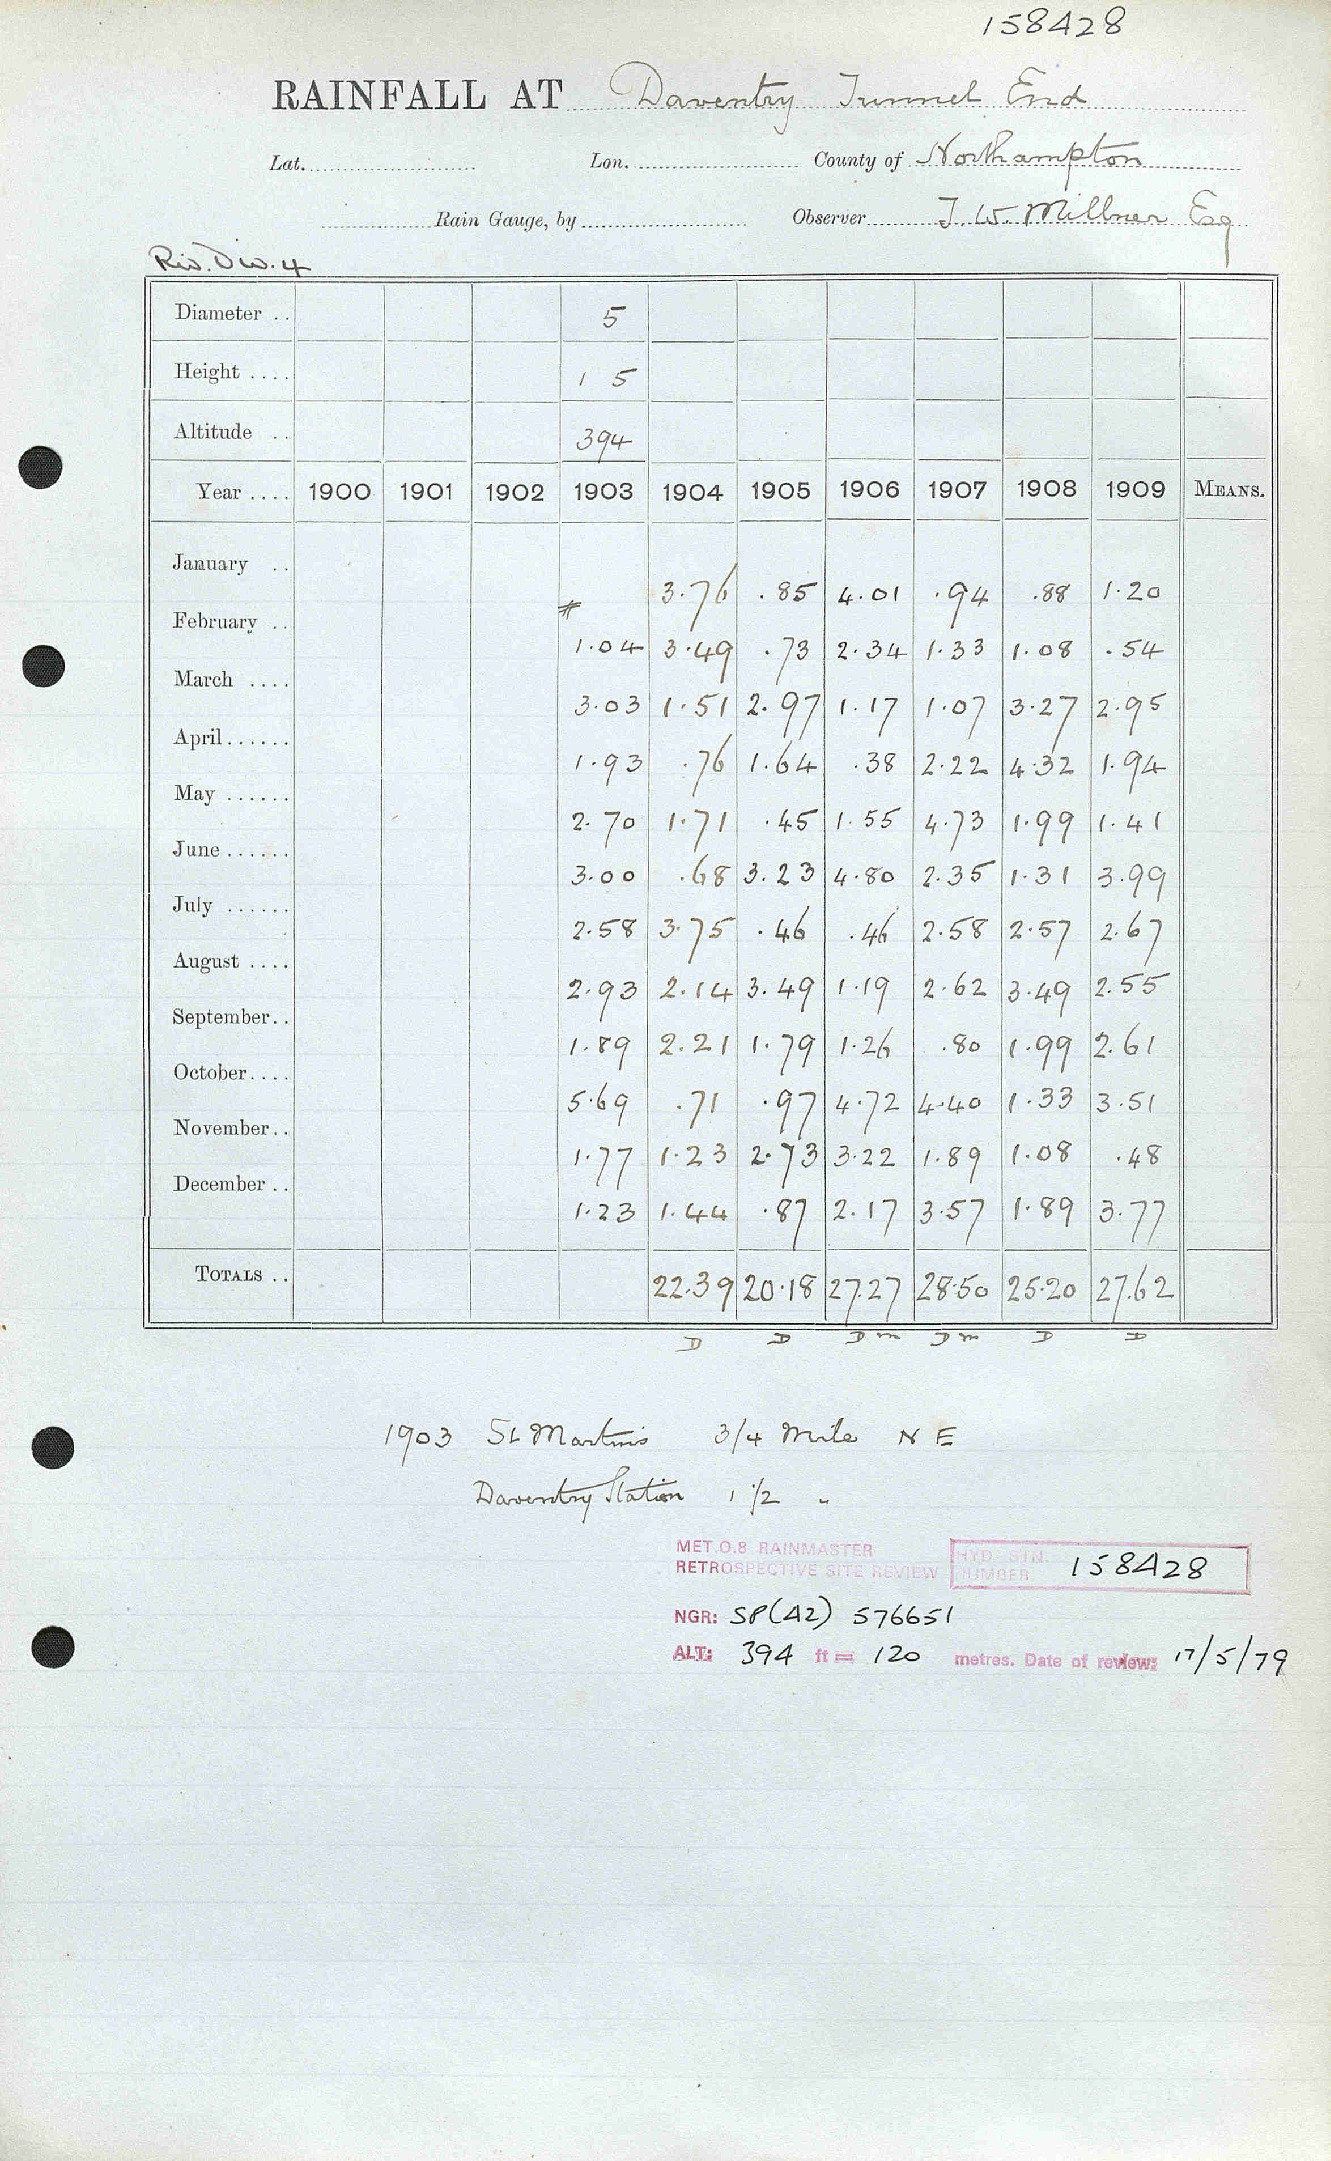 158428
RAINFALL AT Daventry Tunnel End
Lat. Lon. County of Northampton
Rain Gauge, by Observer J. W. Millner Esq
Riv. D W. 4
Diameter .. 5
Height .... 1 5
Altitude .. 394
Year .... 1900 1901 1902 1903 1904 1905 1906 1907 1908 1909 MEANS.
January .. # 3.76 .85 4.01 .94 .88 1.20
February .. 1.04 3.49 .73 2.34 1.33 1.08 .54
March .... 3.03 1.51 2.97 1.17 1.07 3.27 2.95
April...... 1.93 .76 1.64 .38 2.22 4.32 1.94
May ...... 2.70 1.71 .45 1.55 4.73 1.99 1.41
June...... 3.00 .68 3.23 4.80 2.35 1.31 3.99
July ...... 2.58 3.75 .46 .46 2.58 2.57 2.67
August .... 2.93 2.14 3.49 1.19 2.62 3.49 2.55
September.. 1.89 2.21 1.79 1.26 .80 1.99 2.61
October.... 5.69 .71 .97 4.72 4.40 1.33 3.51
November.. 1.77 1.23 2.73 3.22 1.89 1.08 .48
December .. 1.23 1.44 .87 2.17 3.57 1.89 3.77
TOTALS .. 22.39 20.18 27.27 28.50 25.20 27.62
D D D m D m D D
1903 St Martins 3/4 Mile N E
Daventry Station 1 1/2 "
MET.O.8 RAINMASTER
RETROSPECTIVE SITE REVIEW HYD. STN. NUMBER 158428
NGR: SP(42) 576651
ALT: 394 ft = 120 metres. Date of review: 17/5/79